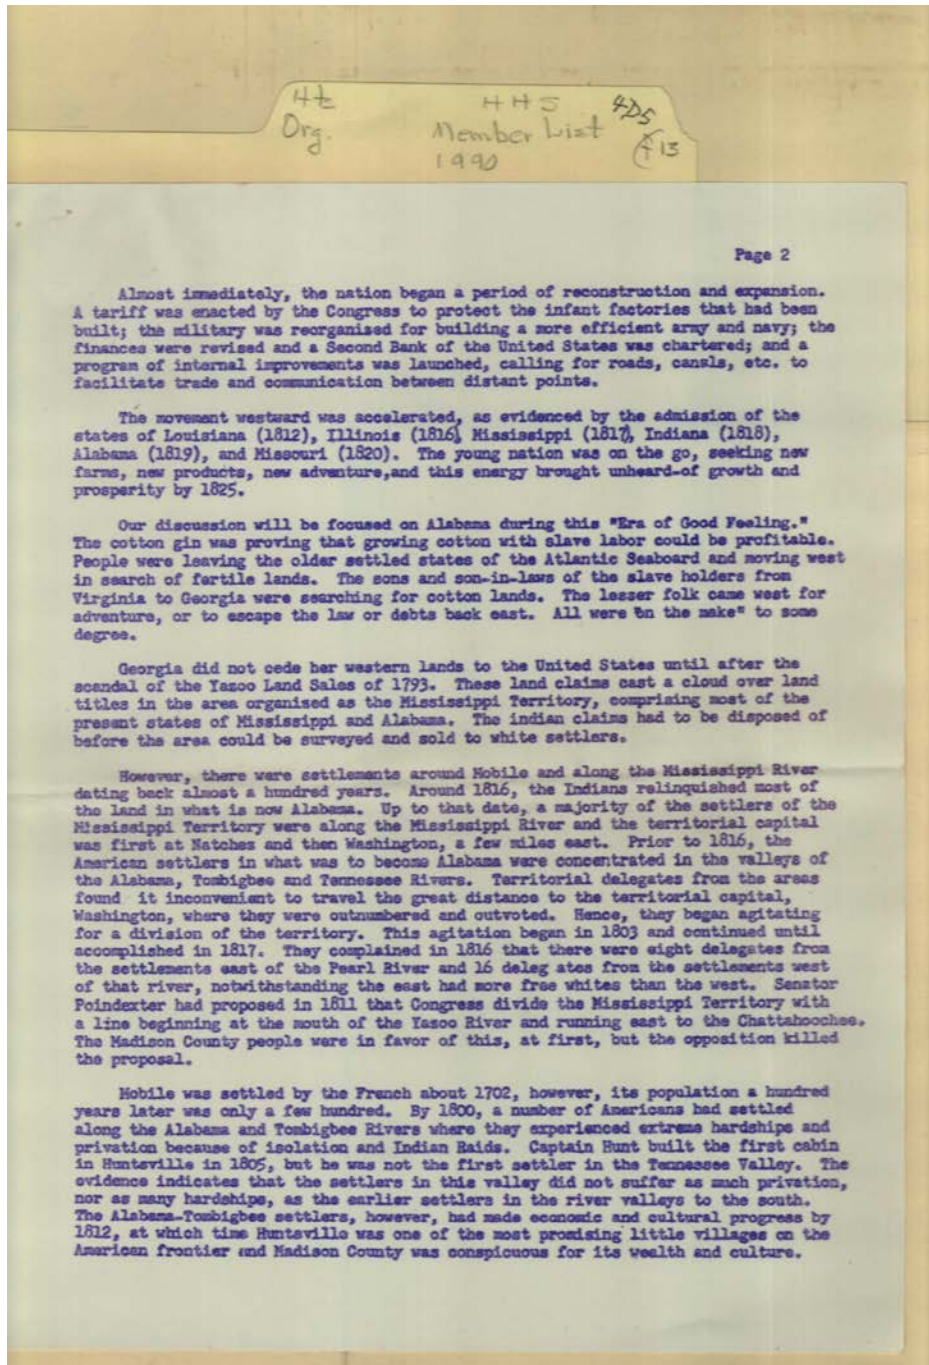 Ht HHS 4D5
Org. Member List f 13
1990
Page 2
Almost immediately, the nation began a period of reconstruction and expansion.
A tariff was enacted by the Congress to protect the infant factories that had been
built; the military was reorganized for building a more efficient army and navy; the
finances were revised and a Second Bank of the United States was chartered; and a
program of internal improvements was launched, calling for roads, canals, etc. to
facilitate trade and communication between distant points.
The movement westward was accelerated, as evidenced by the admission of the
states of Louisiana (1812), Illinois (1816), Mississippi (1817), Indiana (1818),
Alabama (1819), and Missouri (1820). The young nation was on the go, seeking new
farms, new products, new adventure,and this energy brought unheard-of growth and
prosperity by 1825.
Our discussion will be focused on Alabama during this "Era of Good Feeling."
The cotton gin was proving that growing cotton with slave labor could be profitable.
People were leaving the older settled states of the Atlantic Seaboard and moving west
in search of fertile lands. The sons and son-in-laws of the slave holders from
Virginia to Georgia were searching for cotton lands. The lesser folk came west for
adventure, or to escape the law or debts back east. All were "on the make" to some
degree.
Georgia did not cede her western lands to the United States until after the
scandal of the Yazoo Land Sales of 1793. These land claims cast a cloud over land
titles in the area organized as the Mississippi Territory, comprising most of the
present states of Mississippi and Alabama. The indian claims had to be disposed of
before the area could be surveyed and sold to white settlers.
However, there were settlements around Mobile and along the Mississippi River
dating back almost a hundred years. Around 1816, the Indians relinquished most of
the land in what is now Alabama. Up to that date, a majority of the settlers of the
Mississippi Territory were along the Mississippi River and the territorial capital
was first at Natches and then Washington, a few miles east. Prior to 1816, the
American settlers in what was to become Alabama were concentrated in the valleys of
the Alabama, Tombigbee and Tennessee Rivers. Territorial delegates from the areas
found it inconvenient to travel the great distance to the territorial capital,
Washington, where they were outnumbered and outvoted. Hence, they began agitating
for a division of the territory. This agitation began in 1803 and continued until
accomplished in 1817. They complained in 1816 that there were eight delegates from
the settlements east of the Pearl River and 16 deleg ates from the settlements west
of that river, notwithstanding the east had more free whites than the west. Senator
Poindexter had proposed in 1811 that Congress divide the Mississippi Territory with
a line beginning at the mouth of the Yazoo River and running east to the Chattahoochee.
The Madison County people were in favor of this, at first, but the opposition killed
the proposal.
Mobile was settled by the French about 1702, however, its population a hundred
years later was only a few hundred. By 1800, a number of Americans had settled
along the Alabama and Tombigbee Rivers where they experienced extreme hardships and
privation because of isolation and Indian Raids. Captain Hunt built the first cabin
in Huntsville in 1805, but he was not the first settler in the Tennessee Valley. The
evidence indicates that the settlers in this valley did not suffer as much privation,
nor as many hardships, as the earlier settlers in the river valleys to the south.
The Alabama-Tombigbee settlers, however, had made economic and cultural progress by
1812, at which time Huntsville was one of the most promising little villages on the
American frontier and Madison County was conspicuous for its wealth and culture.